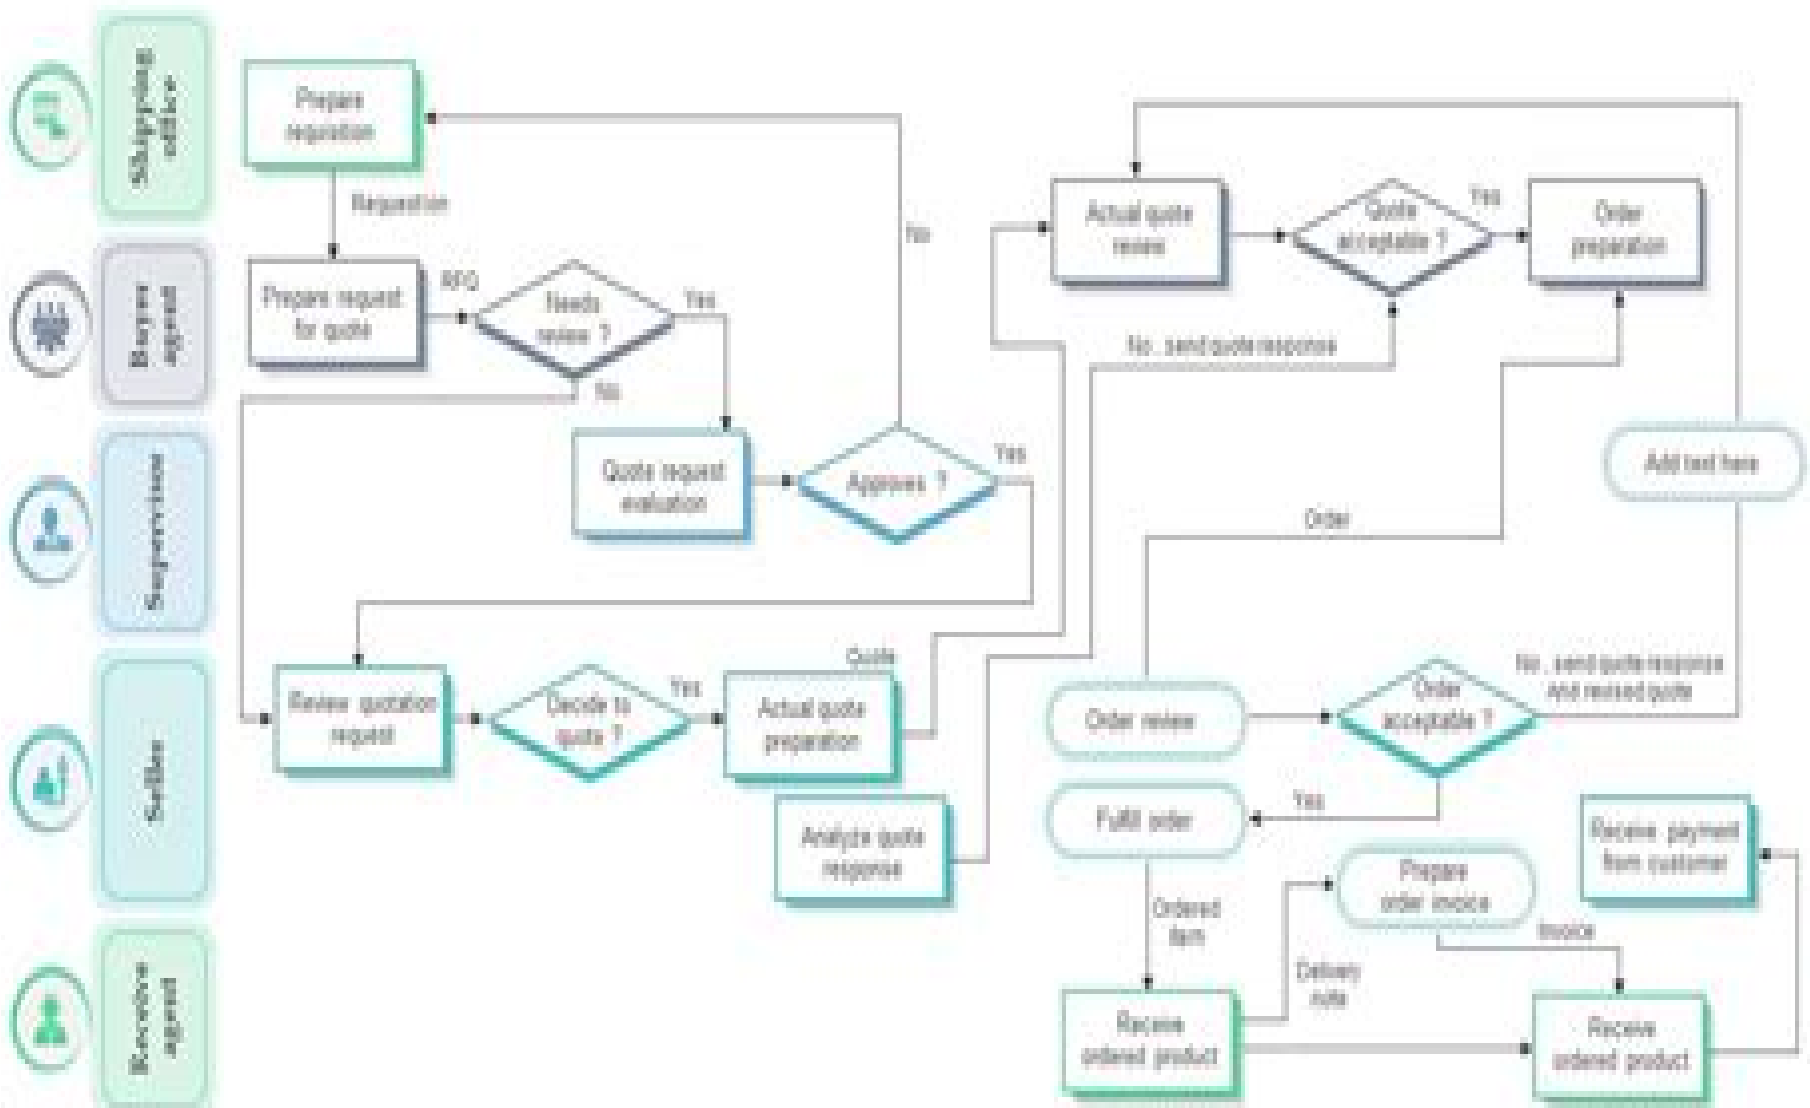 Shipping
office
Prepare
requisition
Requisition
Buyer
agent
Prepare request
for quote
RFQ
Needs
review ?
Yes
No
No
Actual quote
review
Quote
acceptable ?
Yes
Order
preparation
No . send quote response
Supervisor
Quote request
evaluation
Approves ?
Yes
Add text here
Order
Seller
Review quotation
request
Decide to
quote ?
Yes
Quote
Actual quote
preparation
Analyze quote
response
Order review
Order
acceptable ?
No . send quote response
And revised quote
Yes
Fulfill order
Prepare
order invoice
Receive payment
from customer
Ordered
item
Delivery
note
Invoice
Receive
agent
Receive
ordered product
Receive
ordered product